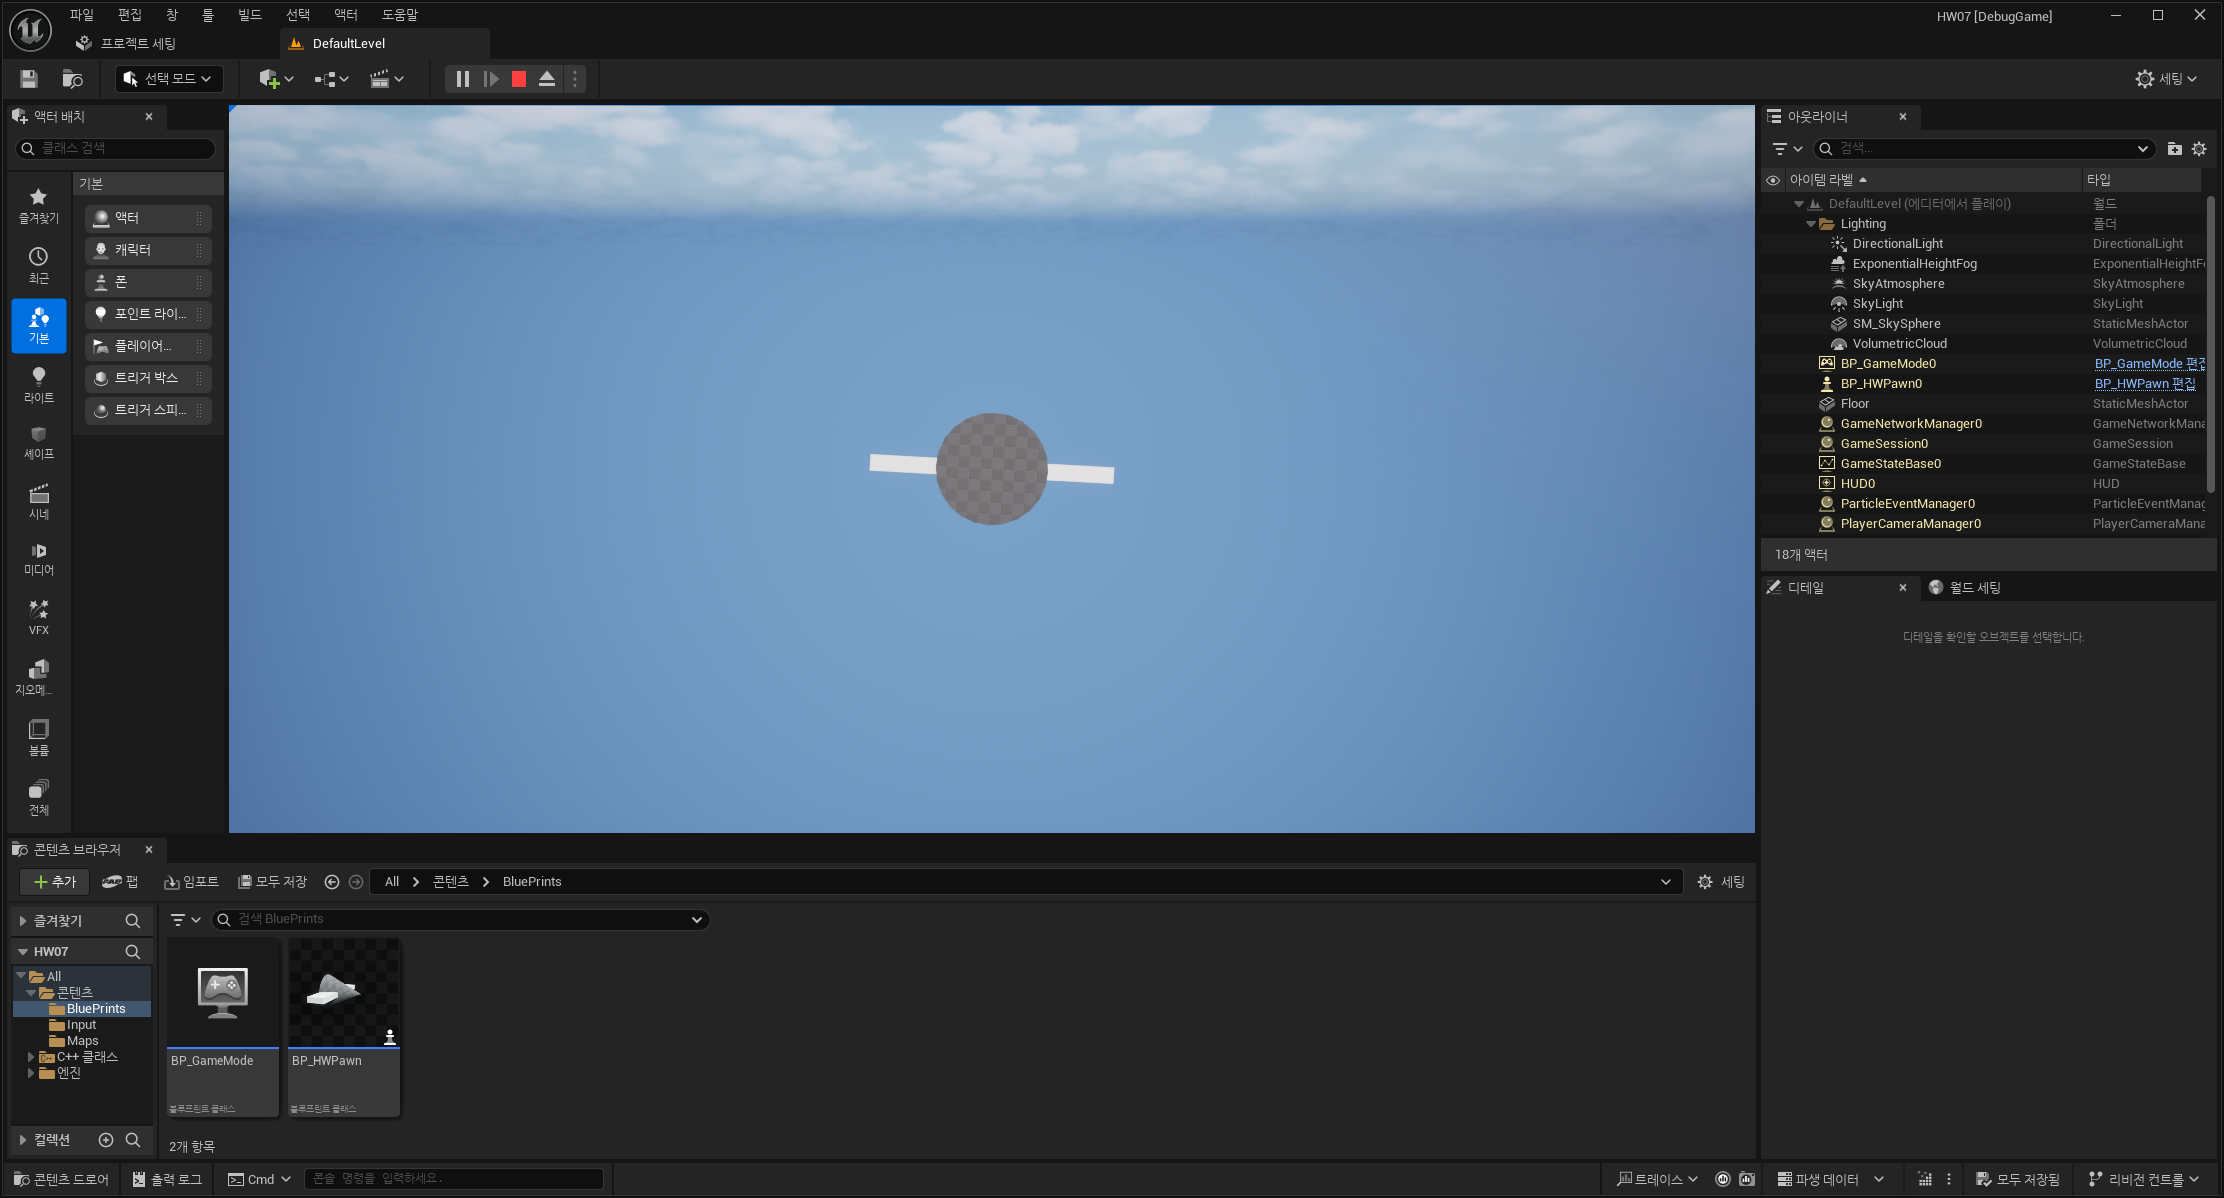 파일 편집 창 툴 빌드 선택 액터 도움말
HW07 [DebugGame]
프로젝트 세팅
DefaultLevel
선택 모드
세팅
액터 배치
클래스 검색
기본
즐겨찾기
최근
기본
라이트
셰이프
시네
미디어
VFX
지오메...
볼륨
전체
액터
캐릭터
폰
포인트 라이...
플레이어...
트리거 박스
트리거 스피...
아웃라이너
검색...
아이템 라벨 타입
DefaultLevel (에디터에서 플레이) 월드
Lighting 폴더
DirectionalLight DirectionalLight
ExponentialHeightFog ExponentialHeightF
SkyAtmosphere SkyAtmosphere
SkyLight SkyLight
SM_SkySphere StaticMeshActor
VolumetricCloud VolumetricCloud
BP_GameMode0 BP_GameMode 편집
BP_HWPawn0 BP_HWPawn 편집
Floor StaticMeshActor
GameNetworkManager0 GameNetworkMana
GameSession0 GameSession
GameStateBase0 GameStateBase
HUD0 HUD
ParticleEventManager0 ParticleEventManag
PlayerCameraManager0 PlayerCameraMana
18개 액터
디테일
월드 세팅
디테일을 확인할 오브젝트를 선택합니다.
콘텐츠 브라우저
추가 팹 임포트 모두 저장 All 콘텐츠 BluePrints 세팅
즐겨찾기
검색 BluePrints
HW07
All
콘텐츠
BluePrints
Input
Maps
C++ 클래스
엔진
컬렉션
BP_GameMode
블루프린트 클래스
BP_HWPawn
블루프린트 클래스
2개 항목
콘텐츠 드로어 출력 로그 Cmd 콘솔 명령을 입력하세요. 트레이스 파생 데이터 모두 저장됨 리비전 컨트롤